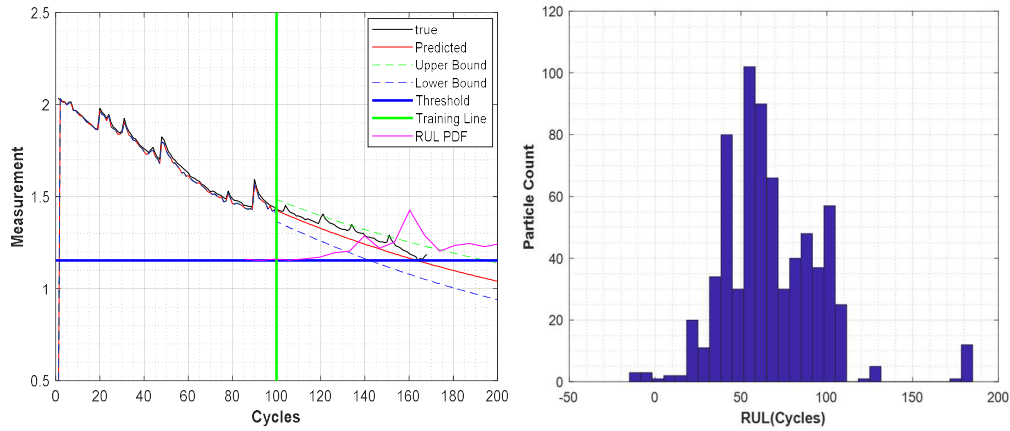 2.5
2
1.5
1
0.5
Measurement
0 20 40 60 80 100 120 140 160 180 200
Cycles
true
Predicted
Upper Bound
Lower Bound
Threshold
Training Line
RUL PDF
120
100
80
60
40
20
0
Particle Count
-50 0 50 100 150 200
RUL(Cycles)